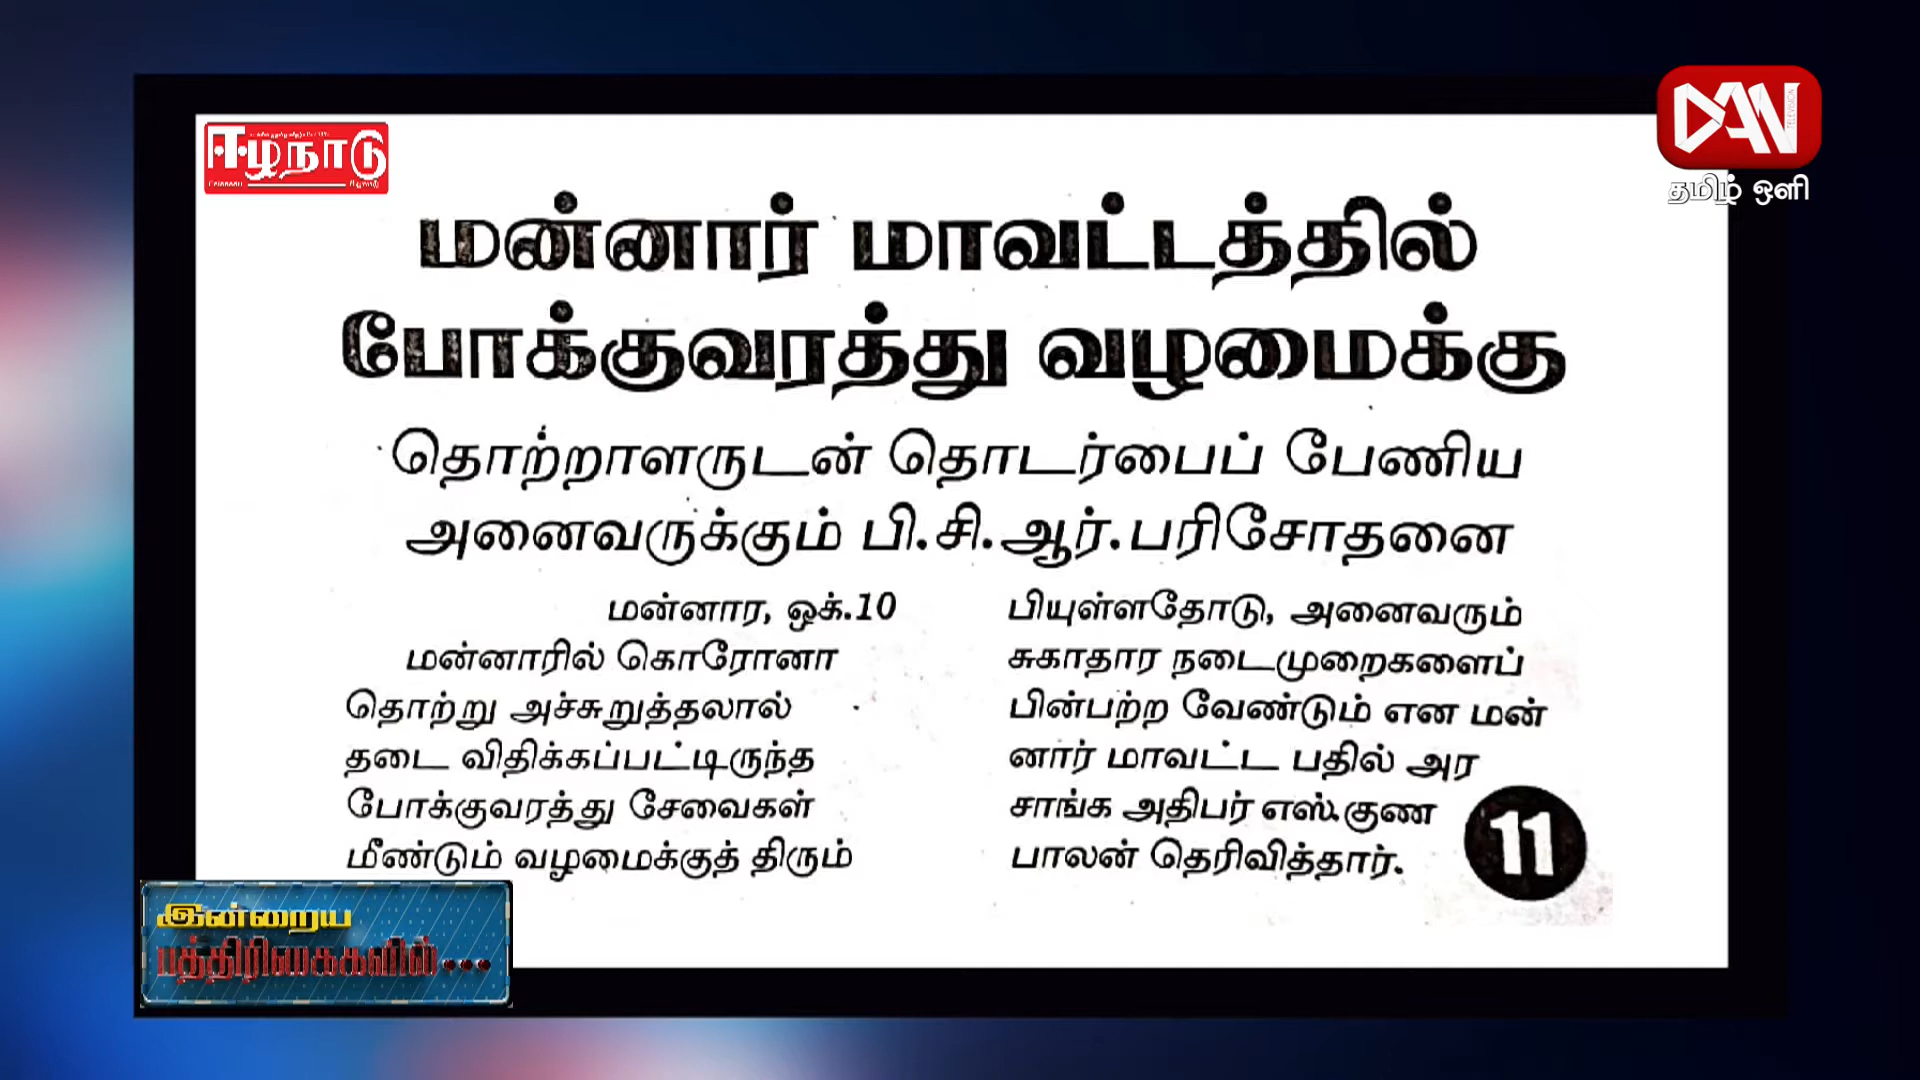 ஈழநாடு
DAN
TELEVISION
தமிழ் ஒளி
மன்னார் மாவட்டத்தில்
போக்குவரத்து வழமைக்கு
தொற்றாளருடன் தொடர்பைப் பேணிய
அனைவருக்கும் பி.சி.ஆர்.பரிசோதனை
மன்னார, ஒக்.10
மன்னாரில் கொரோனா
தொற்று அச்சுறுத்தலால்
தடை விதிக்கப்பட்டிருந்த
போக்குவரத்து சேவைகள்
மீண்டும் வழமைக்குத் திரும்
பியுள்ளதோடு, அனைவரும்
சுகாதார நடைமுறைகளைப்
பின்பற்ற வேண்டும் என மன்
னார் மாவட்ட பதில் அர
சாங்க அதிபர் எஸ்.குண
பாலன் தெரிவித்தார்.
11
இன்றைய
பத்திரிகைகளில்...